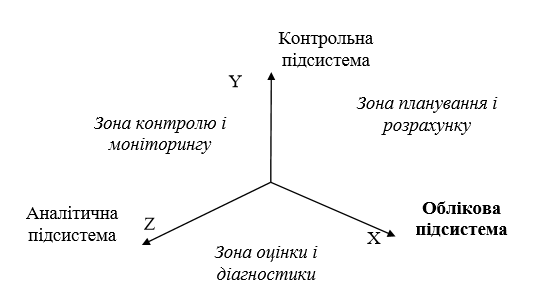 Контрольна
підсистема
Y
Зона планування і
розрахунку
Зона контролю і
моніторингу
Аналітична
підсистема
Z
Облікова
підсистема
X
Зона оцінки і
діагностики